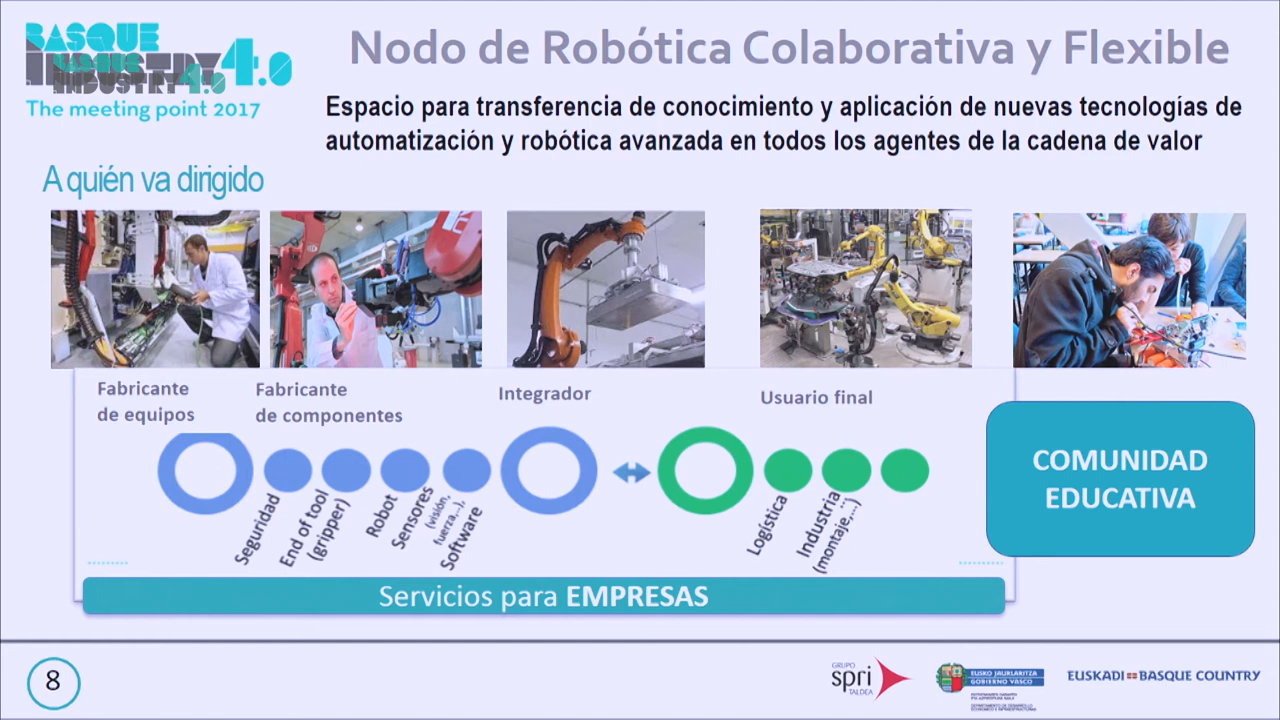 BASQUE
INDUSTRY 4.0
The meeting point 2017
Nodo de Robótica Colaborativa y Flexible
Espacio para transferencia de conocimiento y aplicación de nuevas tecnologías de
automatización y robótica avanzada en todos los agentes de la cadena de valor
A quién va dirigido
Fabricante
de equipos
Fabricante
de componentes
Integrador
Usuario final
Seguridad
End of tool
(gripper)
Robot
Sensores
(visión,
fuerza,..),
Software
Logística
Industria
(montaje,...)
COMUNIDAD
EDUCATIVA
Servicios para EMPRESAS
8
GRUPO
spri
TALDEA
EUSKO JAURLARITZA
GOBIERNO VASCO
EUSKADI BASQUE COUNTRY